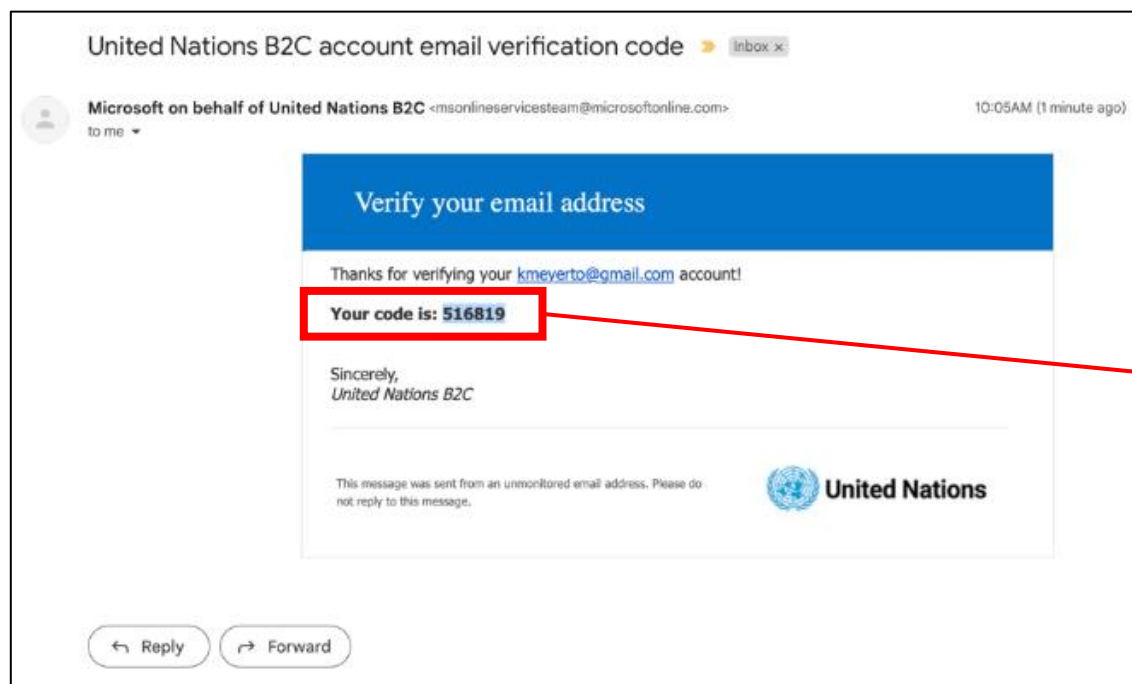 United Nations B2C account email verification code Inbox ×
Microsoft on behalf of United Nations B2C <msonlineservicesteam@microsoftonline.com> 10:05AM (1 minute ago)
to me
Verify your email address
Thanks for verifying your kmeyerto@gmail.com account!
Your code is: 516819
Sincerely,
United Nations B2C
This message was sent from an unmonitored email address. Please do
not reply to this message.
United Nations
Reply Forward